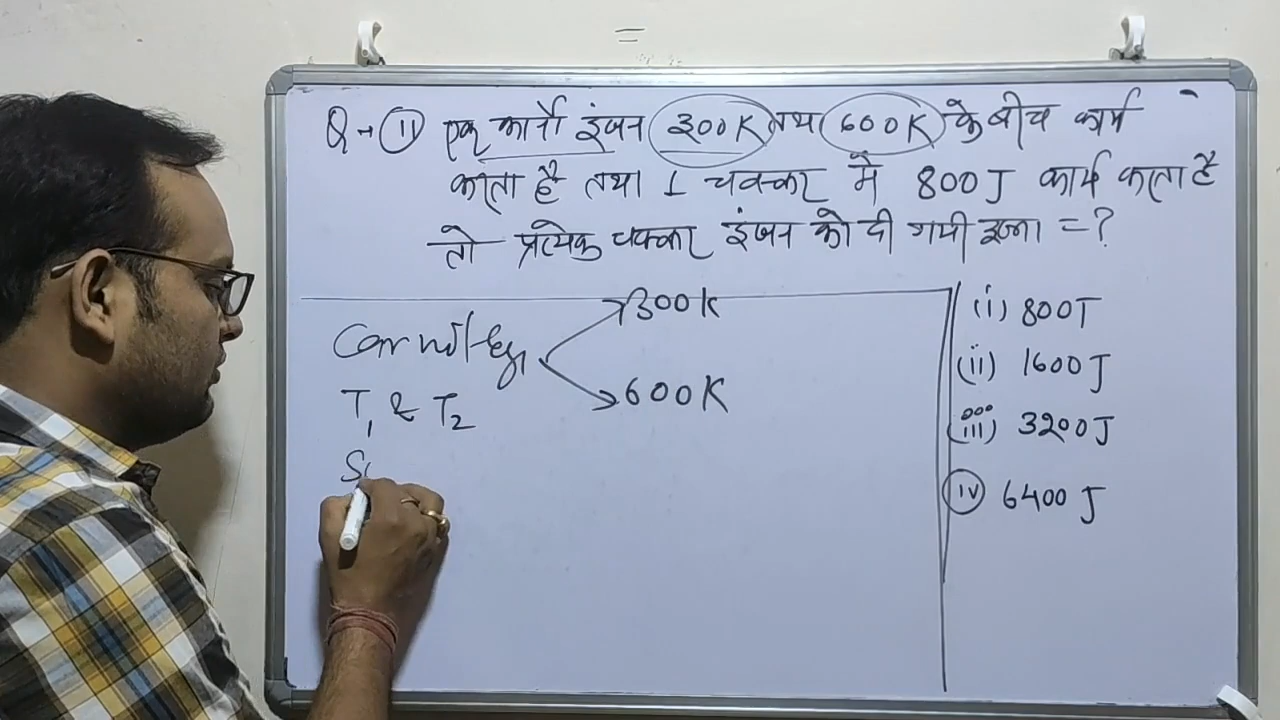 Q → (11) एक कार्नो इंजन 300K तथा 600K के बीच कार्य
करता है तथा 1 चक्कर मे 800J कार्य करता है
तो प्रत्येक चक्कर इंजन को दी गयी ऊर्जा = ?
Carnot Eng
300K
600K
T1 & T2
(i) 800J
(ii) 1600J
(iii) 3200J
(iv) 6400J